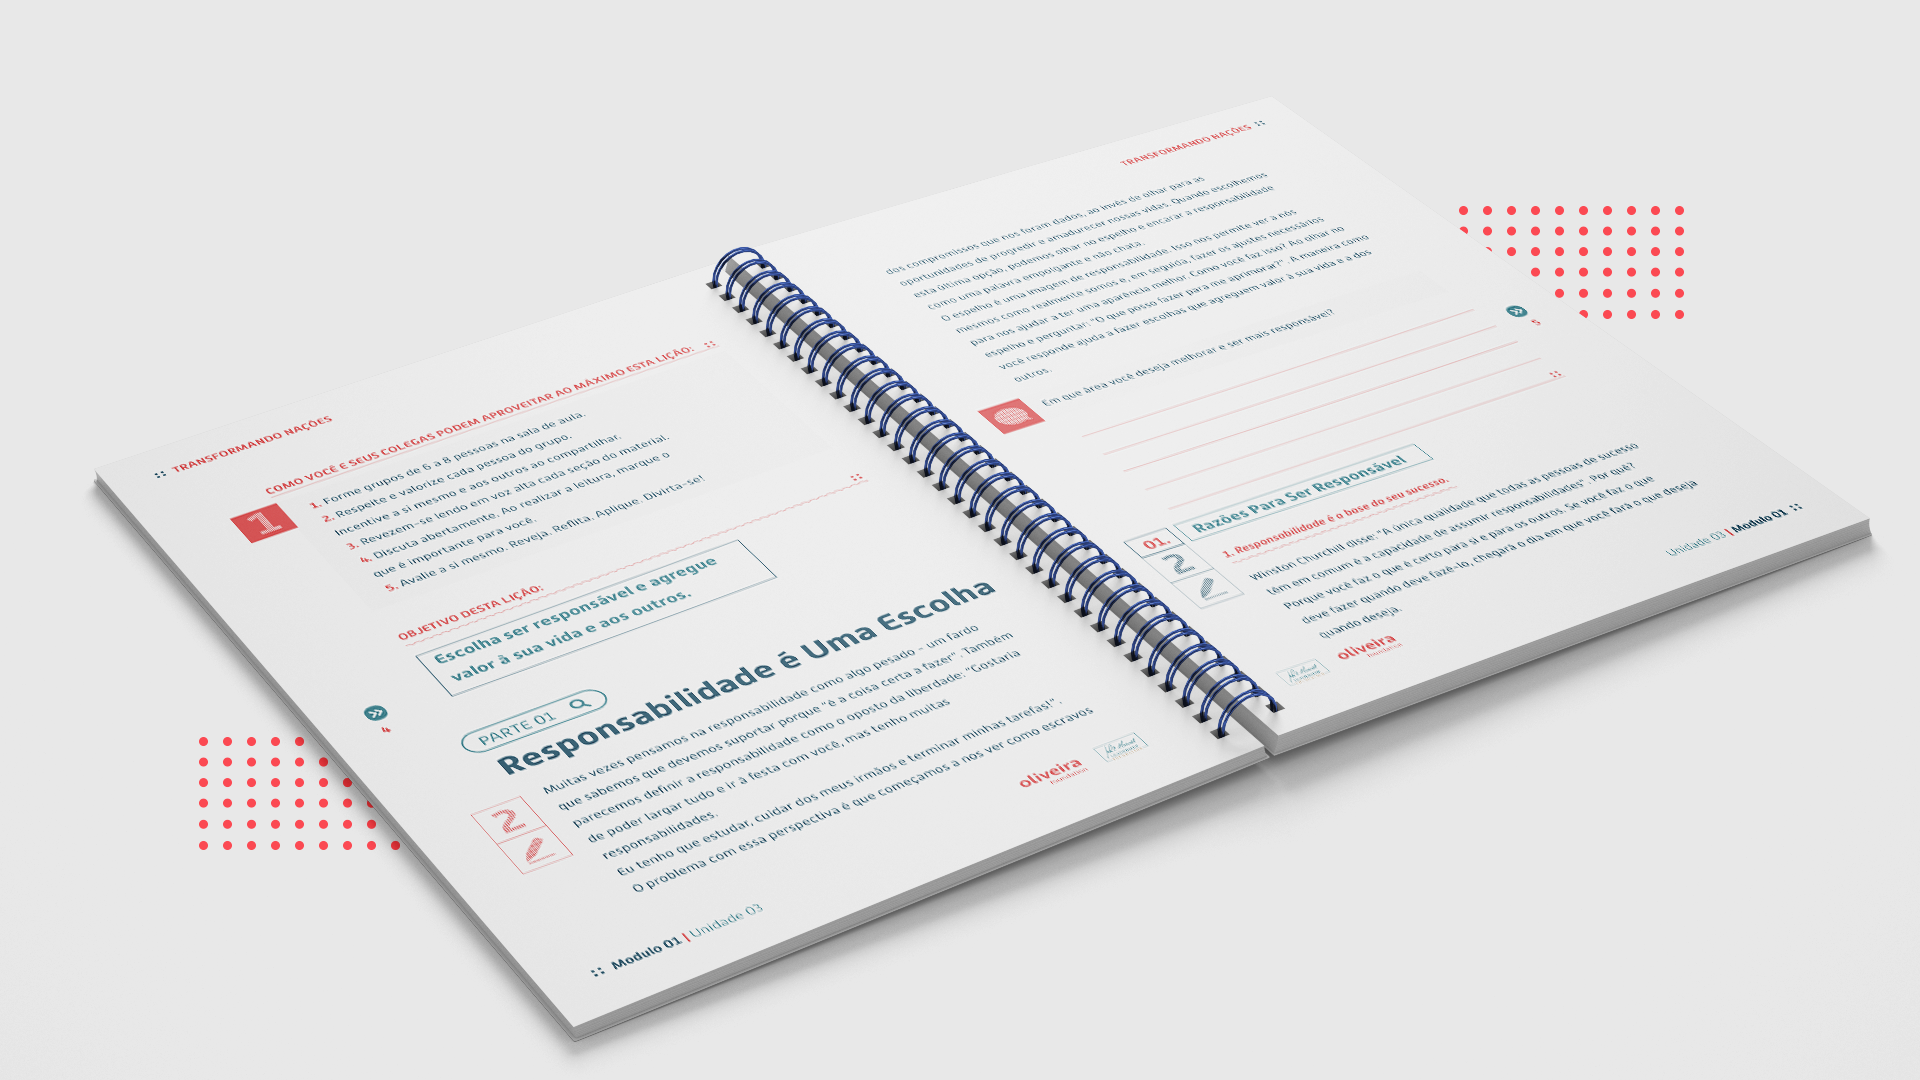 TRANSFORMANDO NAÇÕES
COMO VOCÊ E SEUS COLEGAS PODEM APROVEITAR AO MÁXIMO ESTA LIÇÃO:
1
1. Forme grupos de 6 a 8 pessoas na sala de aula.
2. Respeite e valorize cada pessoa do grupo.
Incentive a si mesmo e aos outros ao compartilhar.
3. Revezem-se lendo em voz alta cada seção do material.
4. Discuta abertamente. Ao realizar a leitura, marque o
que é importante para você.
5. Avalie a si mesmo. Reveja. Reflita. Aplique. Divirta-se!
OBJETIVO DESTA LIÇÃO:
Escolha ser responsável e agregue
valor à sua vida e aos outros.
4
PARTE 01
Responsabilidade é Uma Escolha
2
Muitas vezes pensamos na responsabilidade como algo pesado - um fardo
que sabemos que devemos suportar porque “é a coisa certa a fazer” . Também
parecemos definir a responsabilidade como o oposto da liberdade: “Gostaria
de poder largar tudo e ir à festa com você, mas tenho muitas
responsabilidades.
Eu tenho que estudar, cuidar dos meus irmãos e terminar minhas tarefas!” .
O problema com essa perspectiva é que começamos a nos ver como escravos
oliveira
foundation
Modulo 01 | Unidade 03
TRANSFORMANDO NAÇÕES
dos compromissos que nos foram dados, ao invés de olhar para as
oportunidades de progredir e amadurecer nossas vidas. Quando escolhemos
esta última opção, podemos olhar no espelho e encarar a responsabilidade
como uma palavra empolgante e não chata.
O espelho é uma imagem de responsabilidade. Isso nos permite ver a nós
mesmos como realmente somos e, em seguida, fazer os ajustes necessários
para nos ajudar a ter uma aparência melhor. Como você faz isso? Ao olhar no
espelho e perguntar: “O que posso fazer para me aprimorar?” . A maneira como
você responde ajuda a fazer escolhas que agreguem valor à sua vida e a dos
outros.
5
Em que área você deseja melhorar e ser mais responsável?
01.
Razões Para Ser Responsável
2
1. Responsobilidade é a base do seu sucesso.
Winston Churchill disse: “A única qualidade que todas as pessoas de sucesso
têm em comum é a capacidade de assumir responsabilidades” . Por quê?
Porque você faz o que é certo para si e para os outros. Se você faz o que
deve fazer quando deve fazê-lo, chegará o dia em que você fará o que deseja
quando deseja.
oliveira
foundation
Unidade 03 | Modulo 01